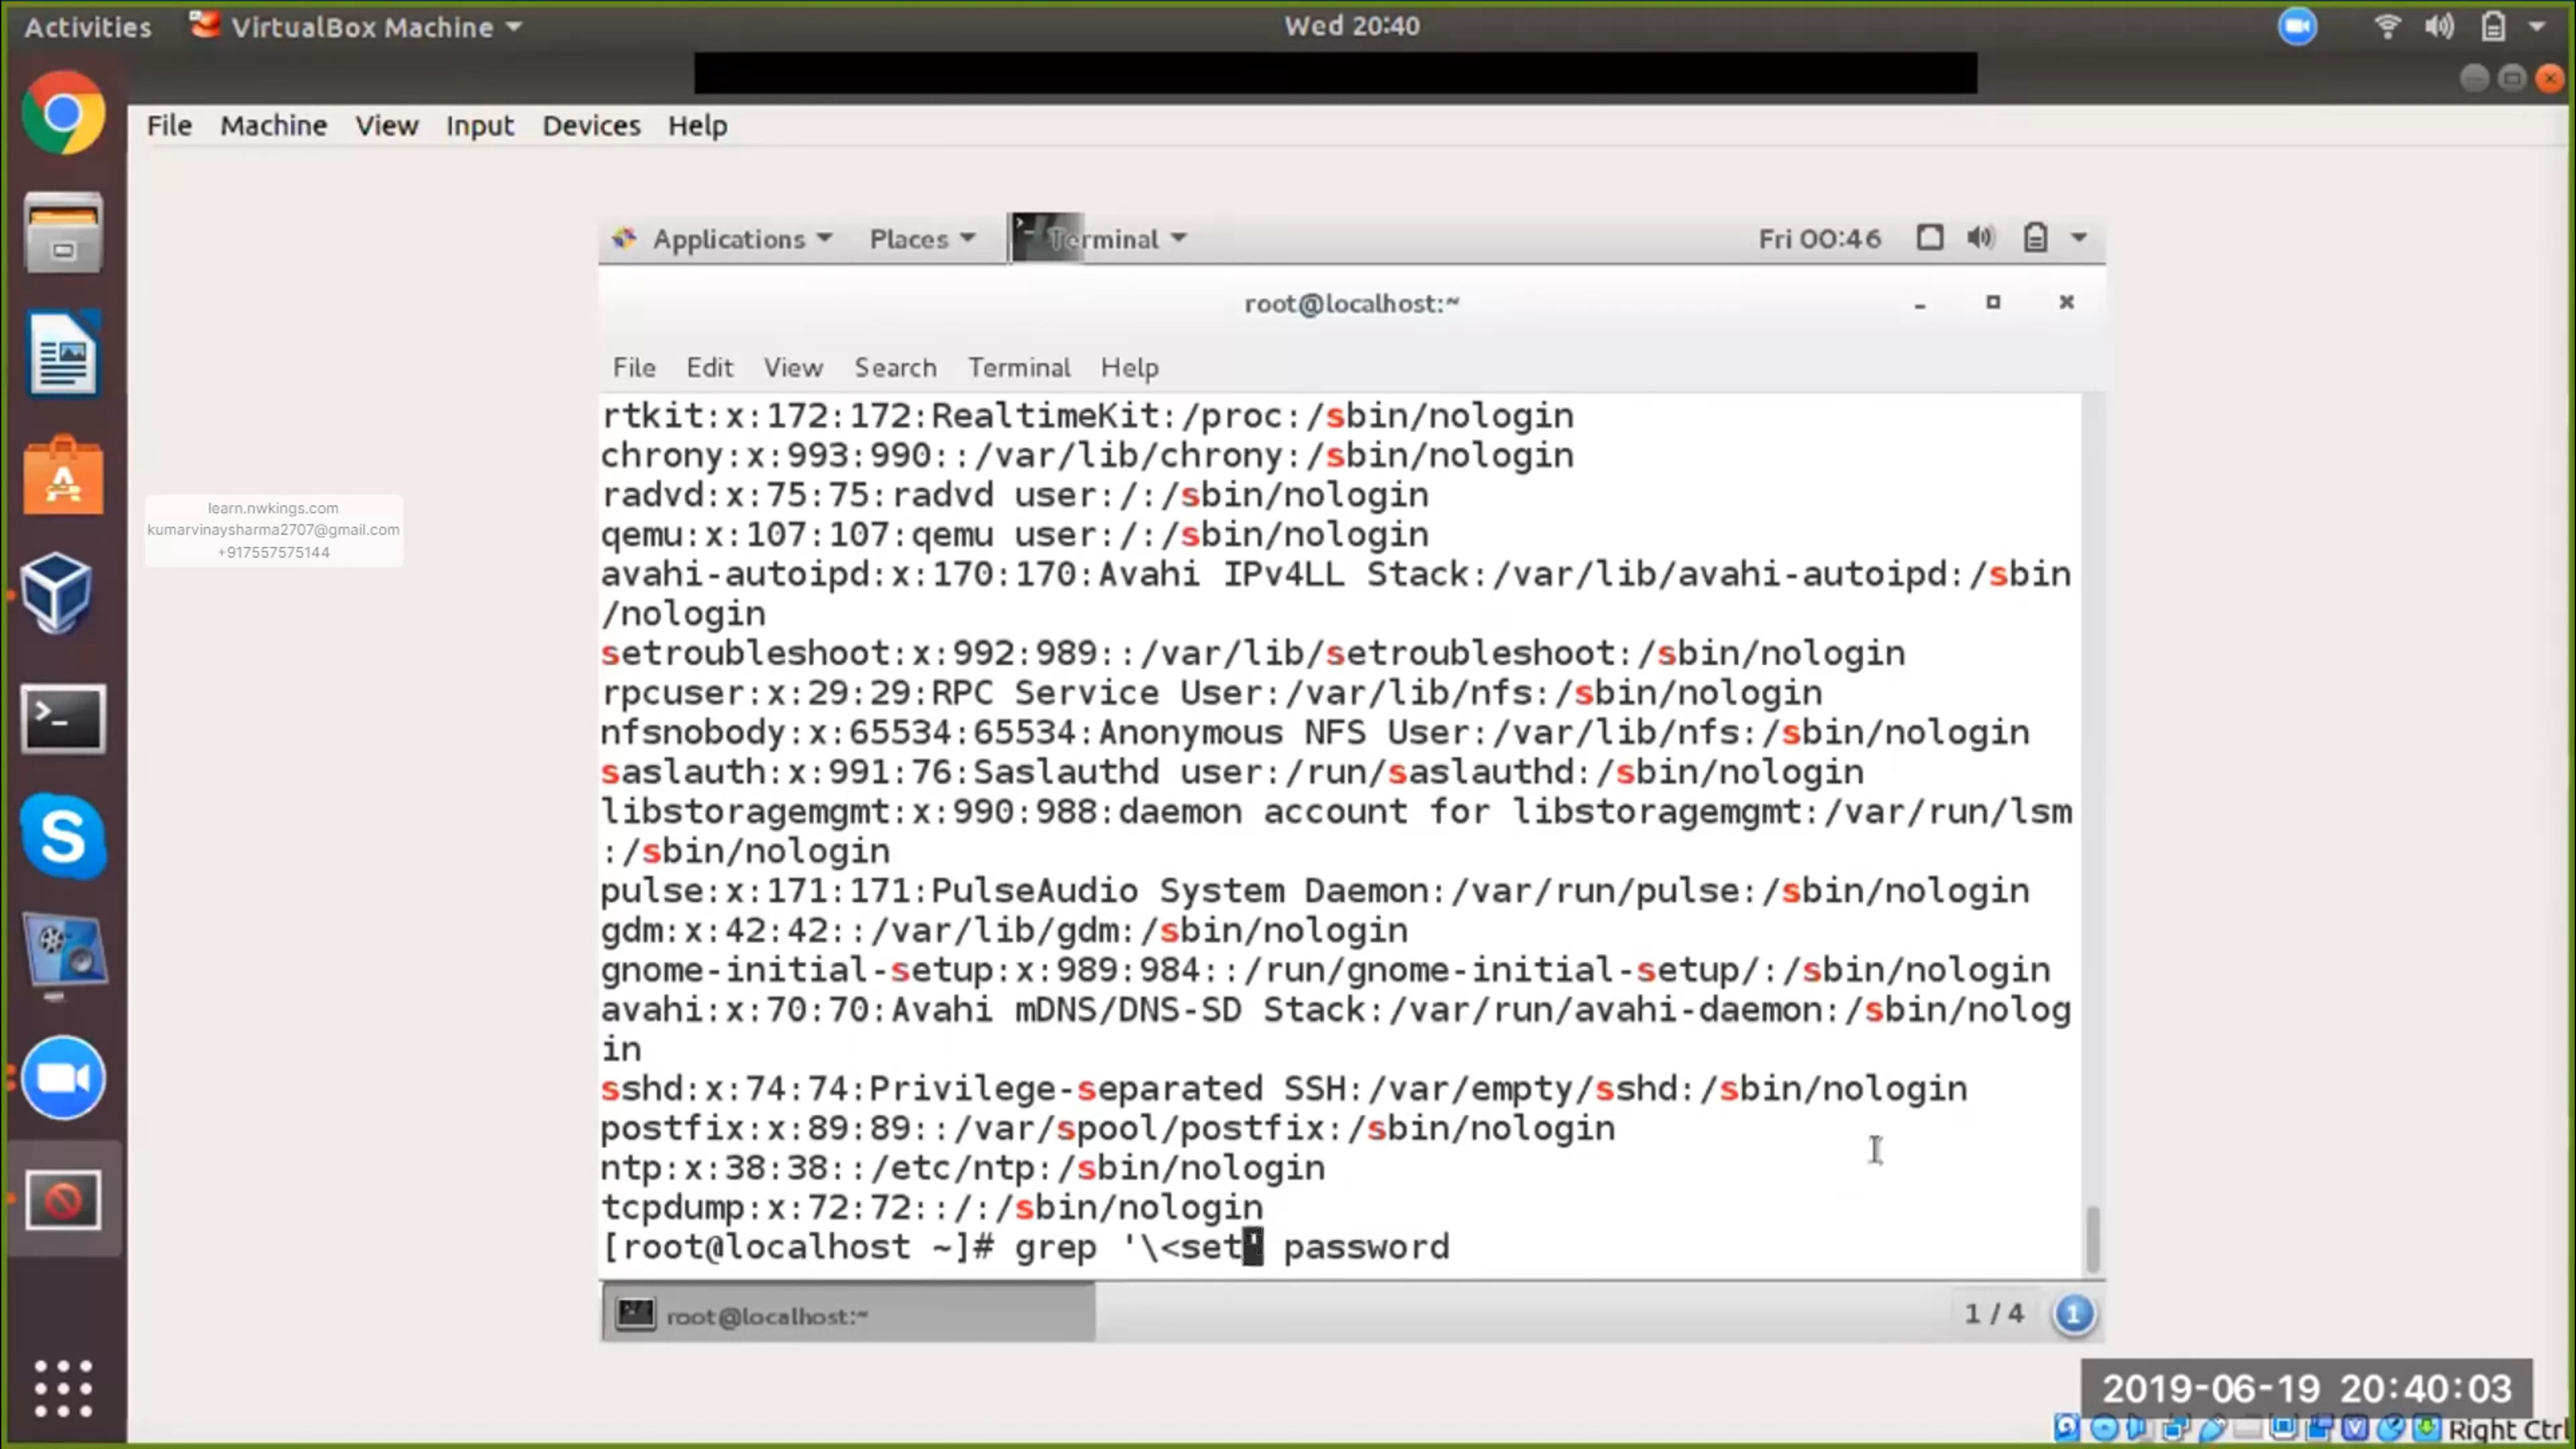 Activities VirtualBox Machine Wed 20:40
File Machine View Input Devices Help
Applications Places Terminal Fri 00:46
root@localhost:~
File Edit View Search Terminal Help
rtkit:x:172:172:RealtimeKit:/proc:/sbin/nologin
chrony:x:993:990::/var/lib/chrony:/sbin/nologin
radvd:x:75:75:radvd user:/:/sbin/nologin
qemu:x:107:107:qemu user:/:/sbin/nologin
avahi-autoipd:x:170:170:Avahi IPv4LL Stack:/var/lib/avahi-autoipd:/sbin
/nologin
setroubleshoot:x:992:989::/var/lib/setroubleshoot:/sbin/nologin
rpcuser:x:29:29:RPC Service User:/var/lib/nfs:/sbin/nologin
nfsnobody:x:65534:65534:Anonymous NFS User:/var/lib/nfs:/sbin/nologin
saslauth:x:991:76:Saslauthd user:/run/saslauthd:/sbin/nologin
libstoragemgmt:x:990:988:daemon account for libstoragemgmt:/var/run/lsm
:/sbin/nologin
pulse:x:171:171:PulseAudio System Daemon:/var/run/pulse:/sbin/nologin
gdm:x:42:42::/var/lib/gdm:/sbin/nologin
gnome-initial-setup:x:989:984::/run/gnome-initial-setup/:/sbin/nologin
avahi:x:70:70:Avahi mDNS/DNS-SD Stack:/var/run/avahi-daemon:/sbin/nolog
in
sshd:x:74:74:Privilege-separated SSH:/var/empty/sshd:/sbin/nologin
postfix:x:89:89::/var/spool/postfix:/sbin/nologin
ntp:x:38:38::/etc/ntp:/sbin/nologin
tcpdump:x:72:72::/:/sbin/nologin
[root@localhost ~]# grep '\<set' password
root@localhost:~ 1 / 4 1
learn.nwkings.com
kumarvinaysharma2707@gmail.com
+917557575144
2019-06-19 20:40:03
Right Ctrl